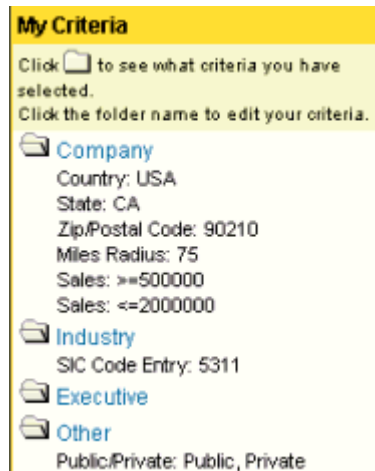 My Criteria
Click to see what criteria you have
selected.
Click the folder name to edit your criteria.
Company
Country: USA
State: CA
Zip/Postal Code: 90210
Miles Radius: 75
Sales: >=500000
Sales: <=2000000
Industry
SIC Code Entry: 5311
Executive
Other
Public/Private: Public, Private